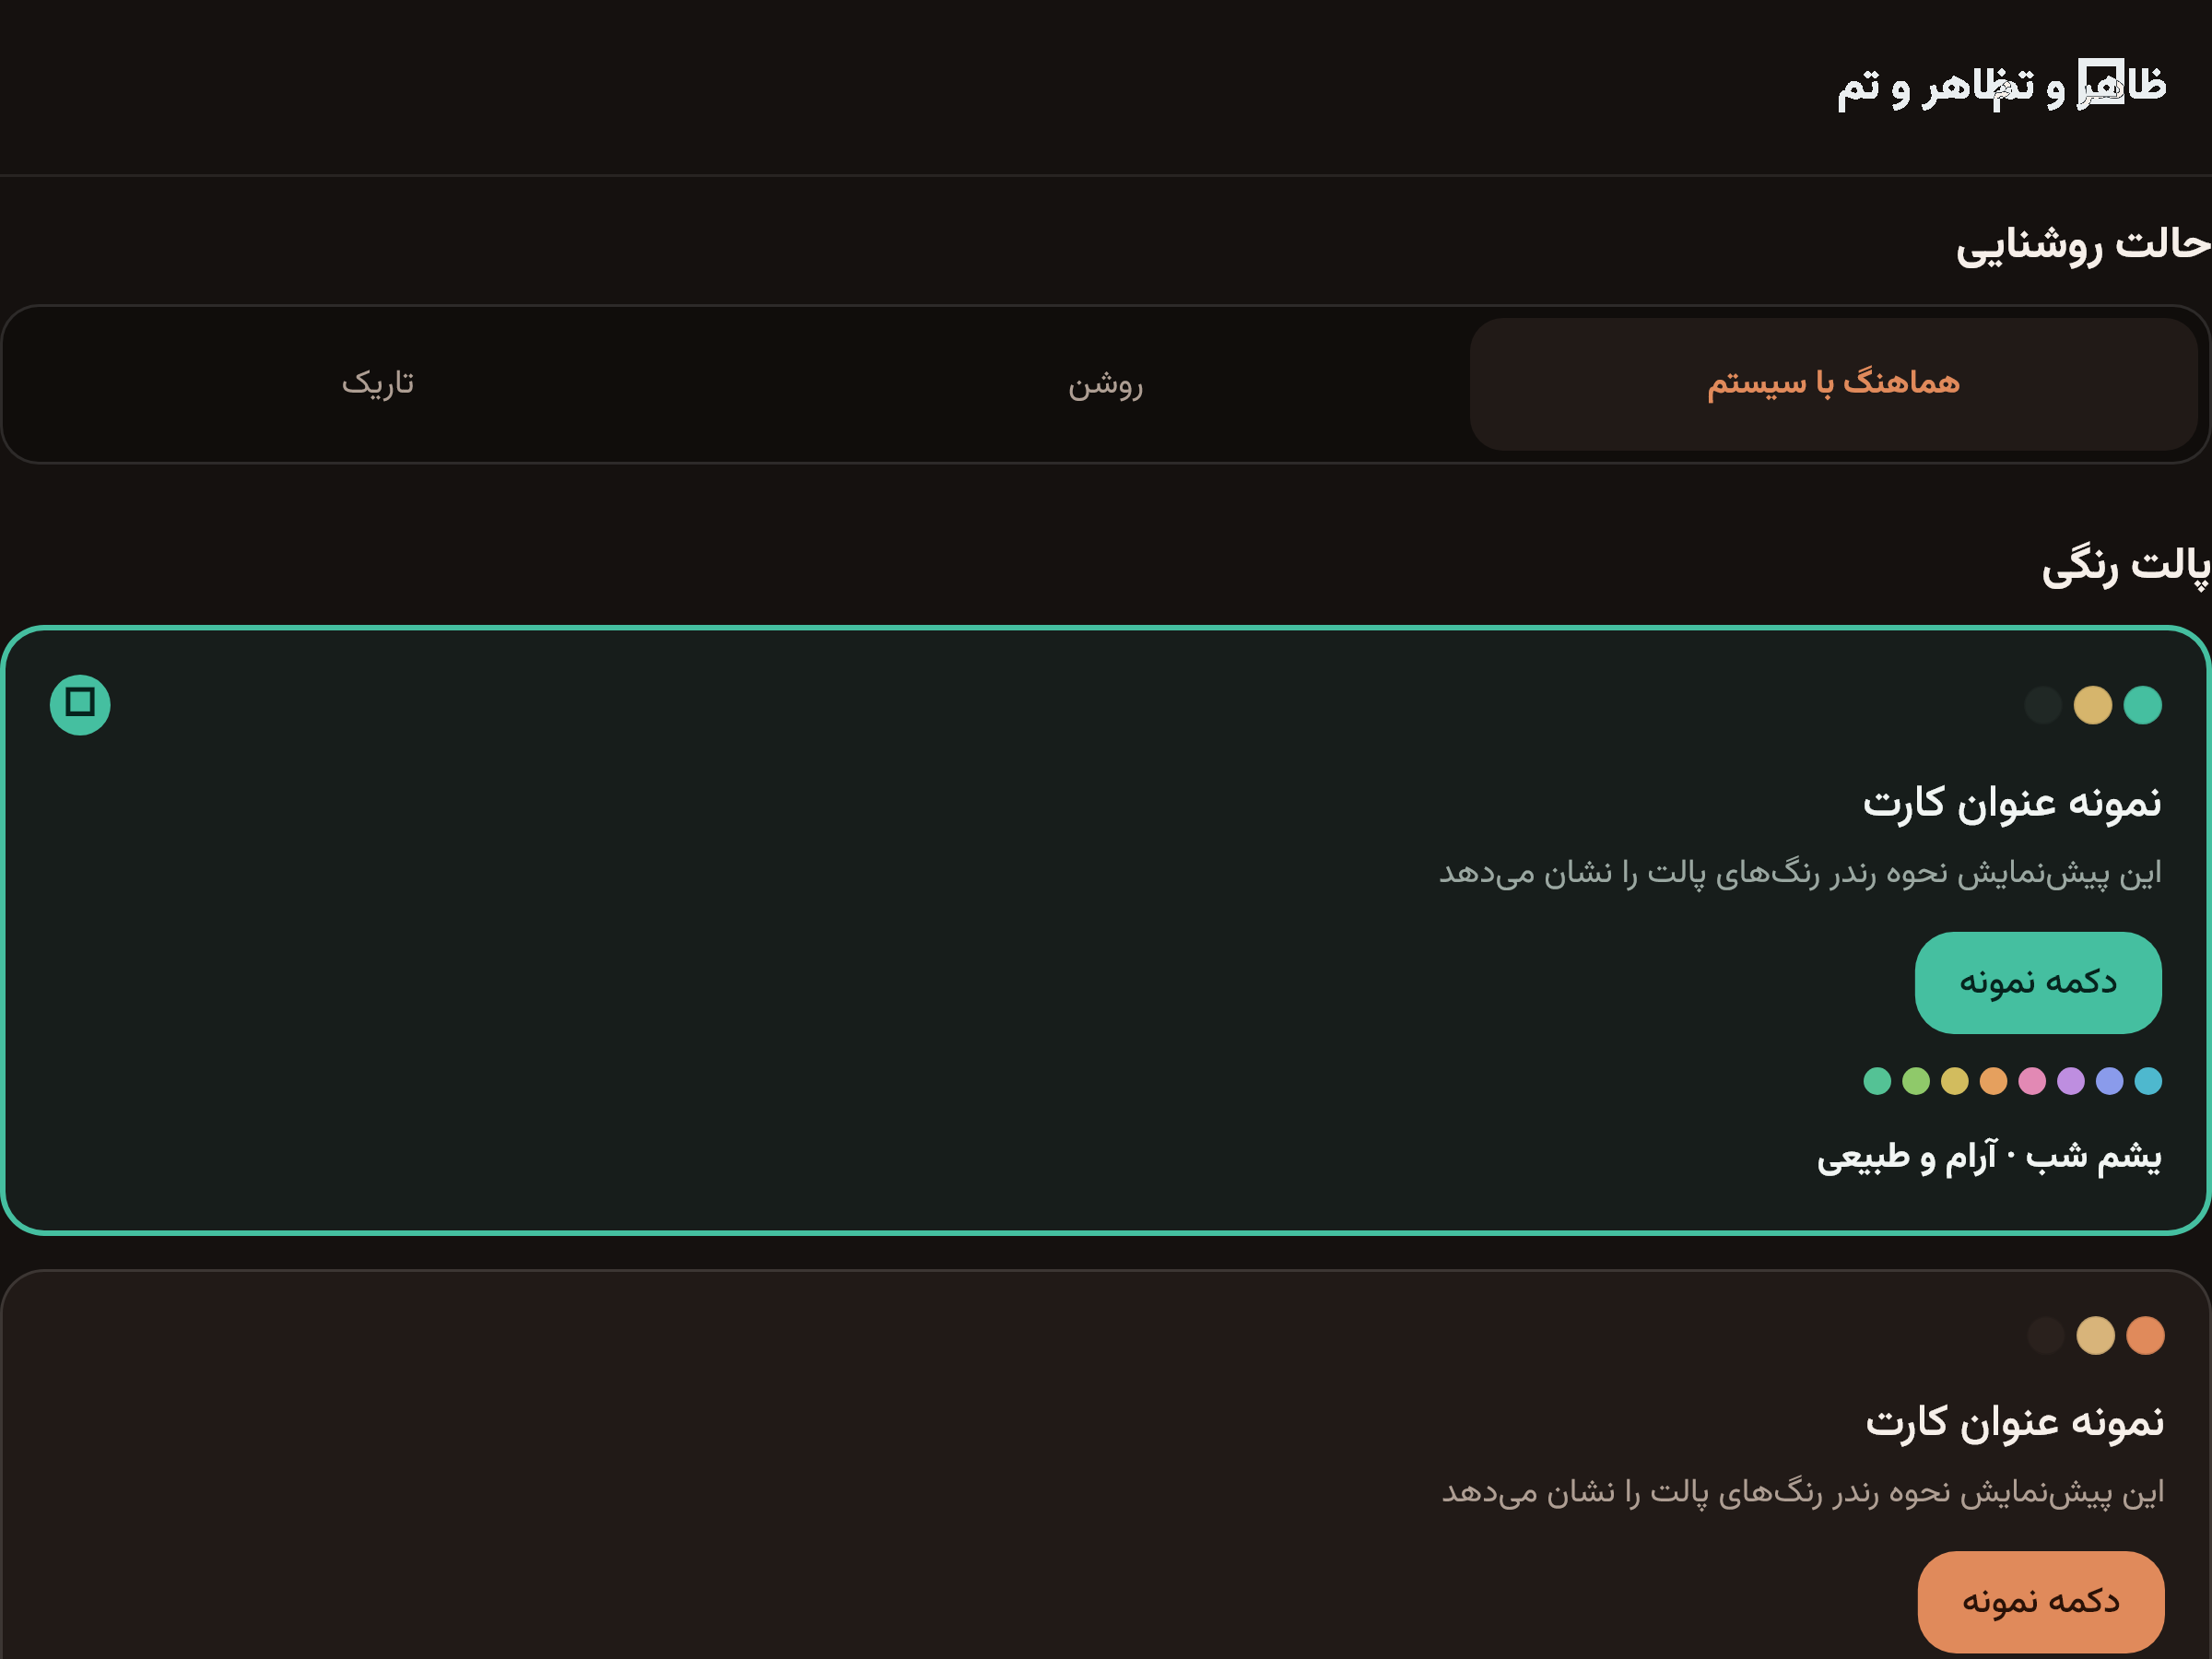 ظاهر و تم
ظاهر و تم
حالت روشنایی
هماهنگ با سیستم
روشن
تاریک
پالت رنگی
نمونه عنوان کارت
این پیش‌نمایش نحوه رندر رنگ‌های پالت را نشان می‌دهد
دکمه نمونه
یشم شب · آرام و طبیعی
نمونه عنوان کارت
این پیش‌نمایش نحوه رندر رنگ‌های پالت را نشان می‌دهد
دکمه نمونه